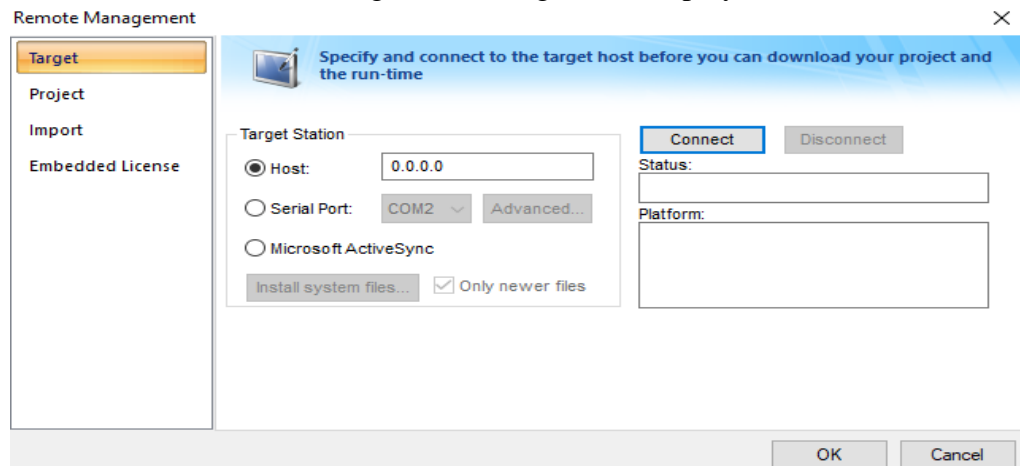 Remote Management
Target
Project
Import
Embedded License
Specify and connect to the target host before you can download your project and
the run-time
Target Station
Host:
0.0.0.0
Serial Port:
COM2
Advanced...
Microsoft ActiveSync
Install system files...
Only newer files
Connect
Disconnect
Status:
Platform:
OK
Cancel